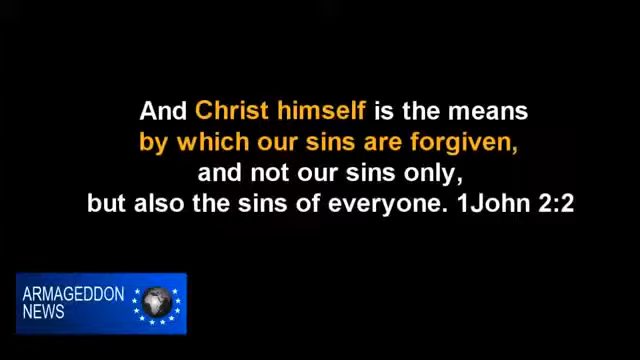 And Christ himself is the means
by which our sins are forgiven,
and not our sins only,
but also the sins of everyone. 1John 2:2
ARMAGEDDON
NEWS